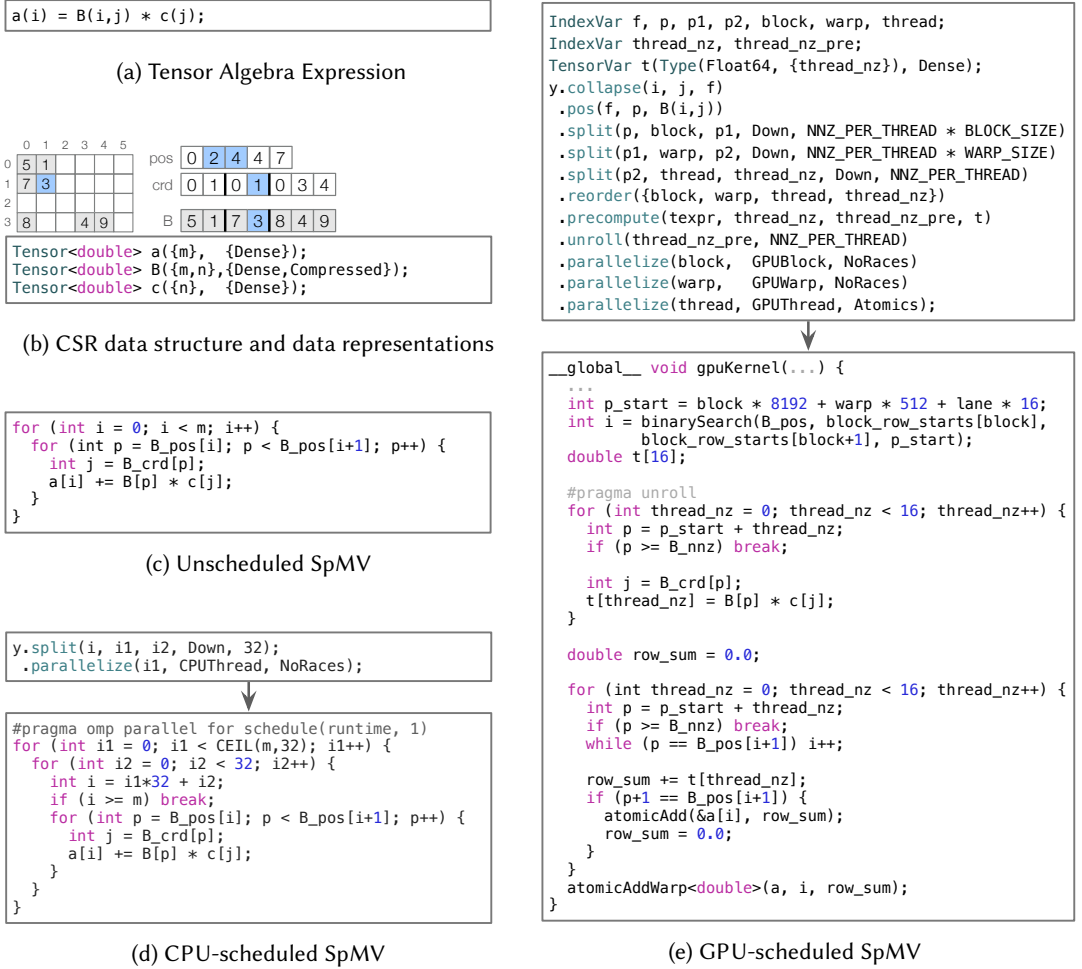 a(i) = B(i,j) * c(j);
(a) Tensor Algebra Expression
0 1 2 3 4 5
0 5 1
1 7 3
2
3 8 4 9
pos 0 2 4 4 7
crd 0 1 0 1 0 3 4
B 5 1 7 3 8 4 9
Tensor<double> a({m},  {Dense});
Tensor<double> B({m,n},{Dense,Compressed});
Tensor<double> c({n},  {Dense});
(b) CSR data structure and data representations
for (int i = 0; i < m; i++) {
  for (int p = B_pos[i]; p < B_pos[i+1]; p++) {
    int j = B_crd[p];
    a[i] += B[p] * c[j];
  }
}
(c) Unscheduled SpMV
y.split(i, i1, i2, Down, 32);
 .parallelize(i1, CPUThread, NoRaces);
#pragma omp parallel for schedule(runtime, 1)
for (int i1 = 0; i1 < CEIL(m,32); i1++) {
  for (int i2 = 0; i2 < 32; i2++) {
    int i = i1*32 + i2;
    if (i >= m) break;
    for (int p = B_pos[i]; p < B_pos[i+1]; p++) {
      int j = B_crd[p];
      a[i] += B[p] * c[j];
    }
  }
}
(d) CPU-scheduled SpMV
IndexVar f, p, p1, p2, block, warp, thread;
IndexVar thread_nz, thread_nz_pre;
TensorVar t(Type(Float64, {thread_nz}), Dense);
y.collapse(i, j, f)
 .pos(f, p, B(i,j))
 .split(p, block, p1, Down, NNZ_PER_THREAD * BLOCK_SIZE)
 .split(p1, warp, p2, Down, NNZ_PER_THREAD * WARP_SIZE)
 .split(p2, thread, thread_nz, Down, NNZ_PER_THREAD)
 .reorder({block, warp, thread, thread_nz})
 .precompute(texpr, thread_nz, thread_nz_pre, t)
 .unroll(thread_nz_pre, NNZ_PER_THREAD)
 .parallelize(block,  GPUBlock, NoRaces)
 .parallelize(warp,   GPUWarp, NoRaces)
 .parallelize(thread, GPUThread, Atomics);
__global__ void gpuKernel(...) {
  ...
  int p_start = block * 8192 + warp * 512 + lane * 16;
  int i = binarySearch(B_pos, block_row_starts[block],
          block_row_starts[block+1], p_start);
  double t[16];
  #pragma unroll
  for (int thread_nz = 0; thread_nz < 16; thread_nz++) {
    int p = p_start + thread_nz;
    if (p >= B_nnz) break;
    int j = B_crd[p];
    t[thread_nz] = B[p] * c[j];
  }
  double row_sum = 0.0;
  for (int thread_nz = 0; thread_nz < 16; thread_nz++) {
    int p = p_start + thread_nz;
    if (p >= B_nnz) break;
    while (p == B_pos[i+1]) i++;
    row_sum += t[thread_nz];
    if (p+1 == B_pos[i+1]) {
      atomicAdd(&a[i], row_sum);
      row_sum = 0.0;
    }
  }
  atomicAddWarp<double>(a, i, row_sum);
}
(e) GPU-scheduled SpMV